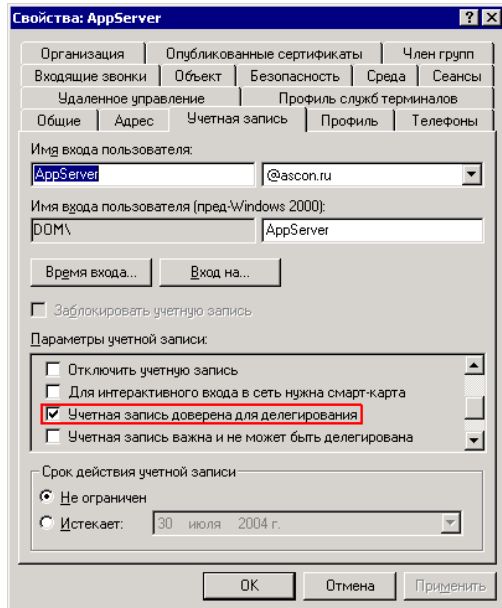 Свойства: AppServer
Организация Опубликованные сертификаты Член групп
Входящие звонки Объект Безопасность Среда Сеансы
Удаленное управление Профиль служб терминалов
Общие Адрес Учетная запись Профиль Телефоны
Имя входа пользователя:
AppServer @ascon.ru
Имя входа пользователя (пред-Windows 2000):
DOM\ AppServer
Время входа... Вход на...
Заблокировать учетную запись
Параметры учетной записи:
Отключить учетную запись
Для интерактивного входа в сеть нужна смарт-карта
Учетная запись доверена для делегирования
Учетная запись важна и не может быть делегирована
Срок действия учетной записи
Не ограничен
Истекает: 30 июля 2004 г.
OK Отмена Применить